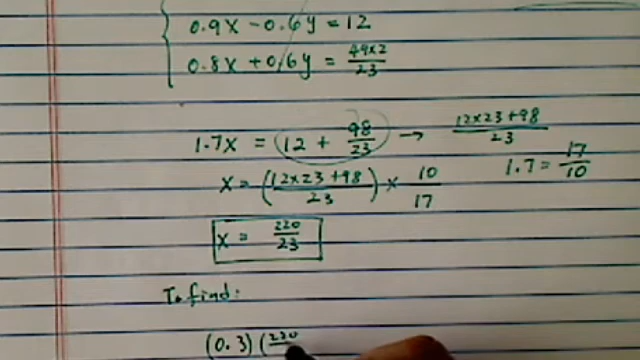 0.9x - 0.6y = 12
0.8x + 0.6y = 49x2/23
1.7x = 12 + 98/23 → 12x23+98/23
1.7 = 17/10
x = (12x23+98/23) x 10/17
x = 220/23
To find:
(0.3) (220